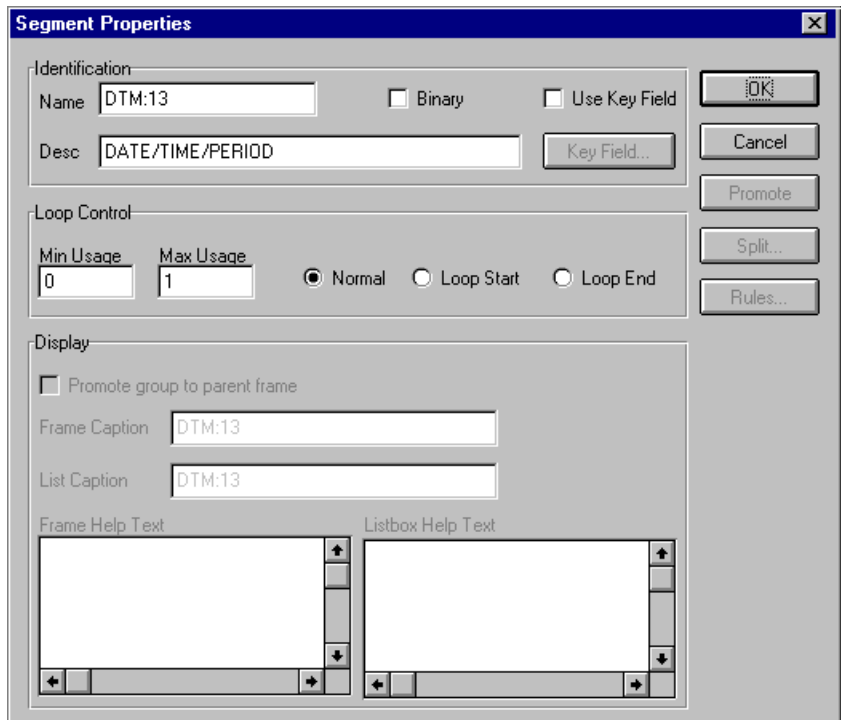 Segment Properties
Identification
Name DTM:13 Binary Use Key Field
OK
Desc DATE/TIME/PERIOD Key Field...
Cancel
Promote
Loop Control
Min Usage Max Usage
0 1 Normal Loop Start Loop End
Split...
Rules...
Display
Promote group to parent frame
Frame Caption DTM:13
List Caption DTM:13
Frame Help Text Listbox Help Text